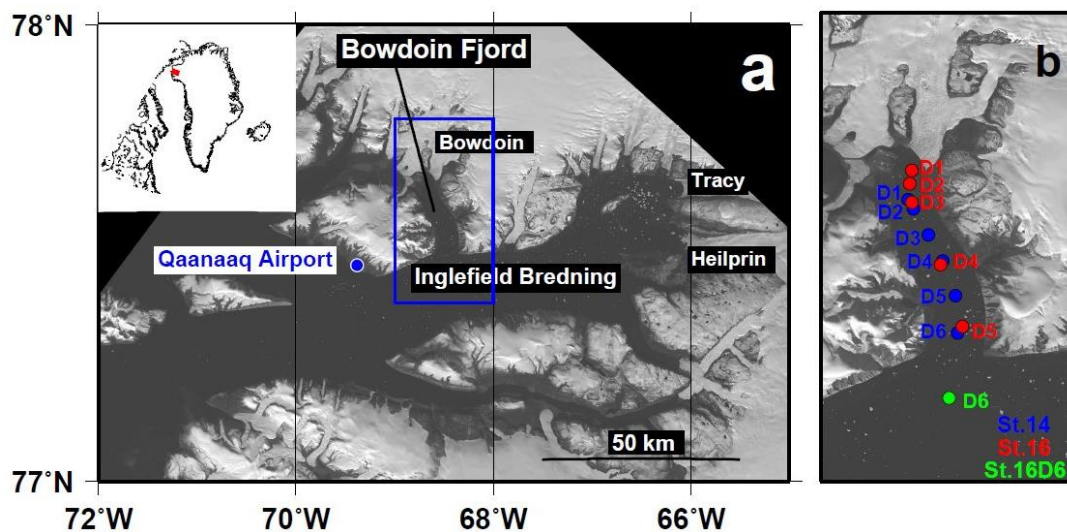 78°N
a
b
Bowdoin Fjord
Bowdoin
Tracy
Qaanaaq Airport
Heilprin
Inglefield Bredning
50 km
77°N
72°W
70°W
68°W
66°W
D1
D1
D2
D3
D2
D3
D4
D4
D5
D6
D5
D6
St.14
St.16
St.16D6